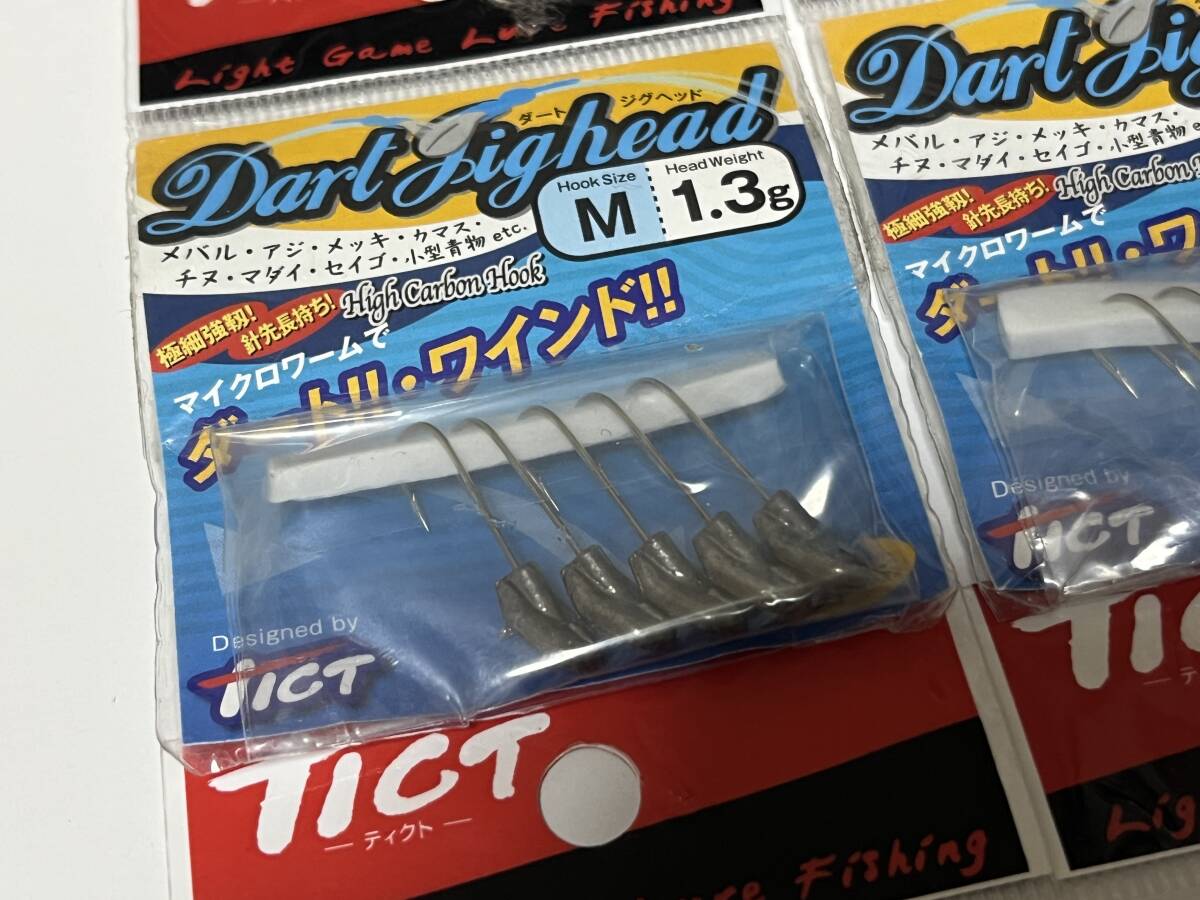 Light Game Lure Fishing
ダート ジグヘッド
Dart Jighead
Hook Size
M
Head Weight
1.3g
メバル・アジ・メッキ・カマス・
チヌ・マダイ・セイゴ・小型青物 etc.
極細強靭!
針先長持ち!
High Carbon Hook
マイクロワームで
ダートリ・ワインド!!
Designed by
TICT
TICT
ティクト
Fishing
Dart
メバル・アジ・メッキ・カマス・
チヌ・マダイ・セイゴ・小型青物
極細強靭!
針先長持ち!
High Carbon
マイクロワームで
Designed by
TICT